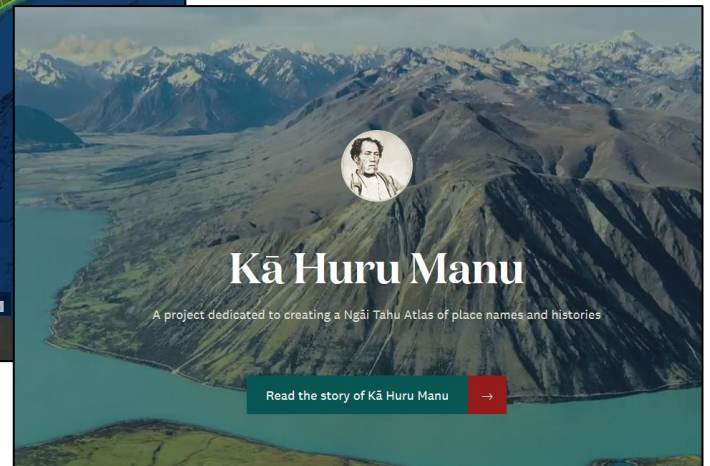 Kā Huru Manu
A project dedicated to creating a Ngāi Tahu Atlas of place names and histories
Read the story of Kā Huru Manu →